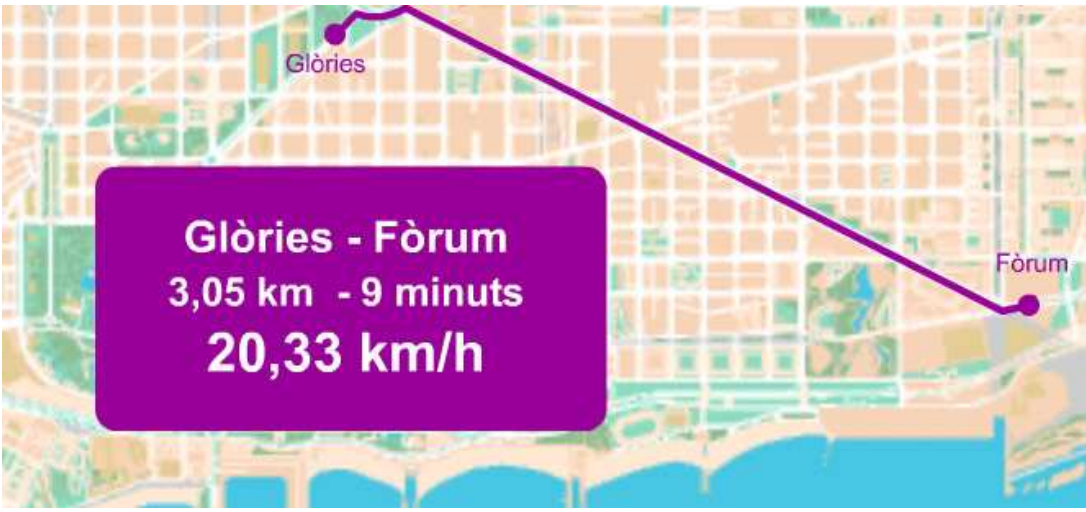 Glòries
Fòrum
Glòries - Fòrum
3,05 km - 9 minuts
20,33 km/h